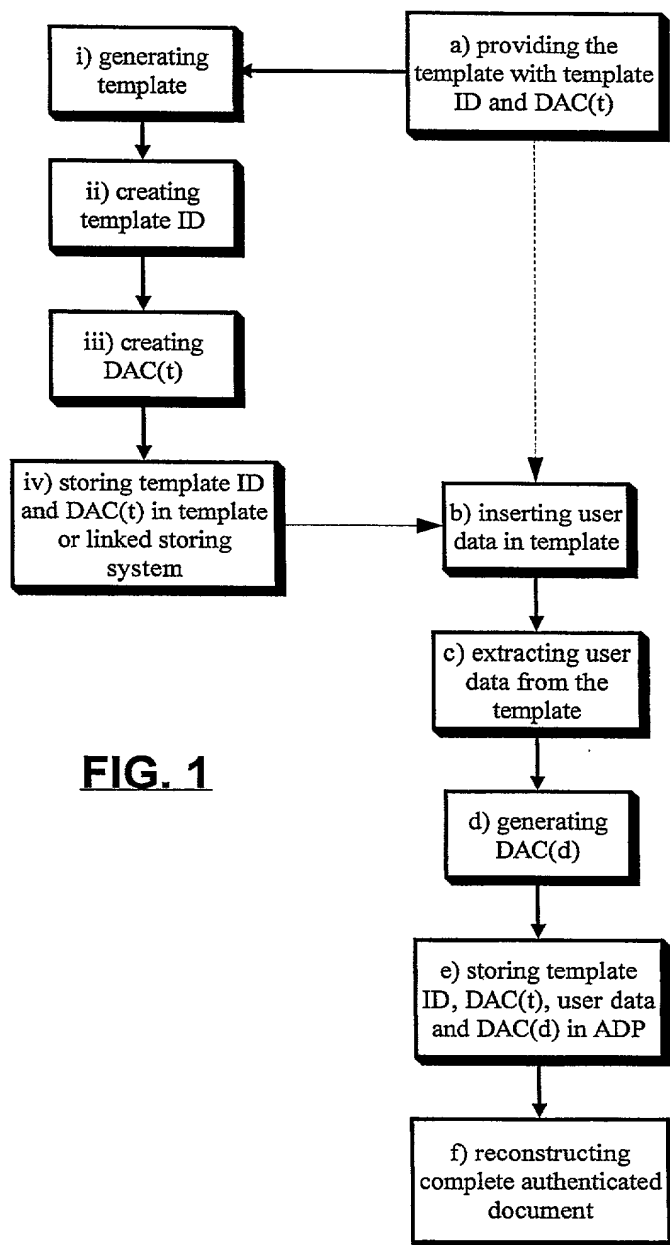 i) generating
template
a) providing the
template with template
ID and DAC(t)
ii) creating
template ID
iii) creating
DAC(t)
iv) storing template ID
and DAC(t) in template
or linked storing
system
b) inserting user
data in template
c) extracting user
data from the
template
FIG. 1
d) generating
DAC(d)
e) storing template
ID, DAC(t), user data
and DAC(d) in ADP
f) reconstructing
complete authenticated
document